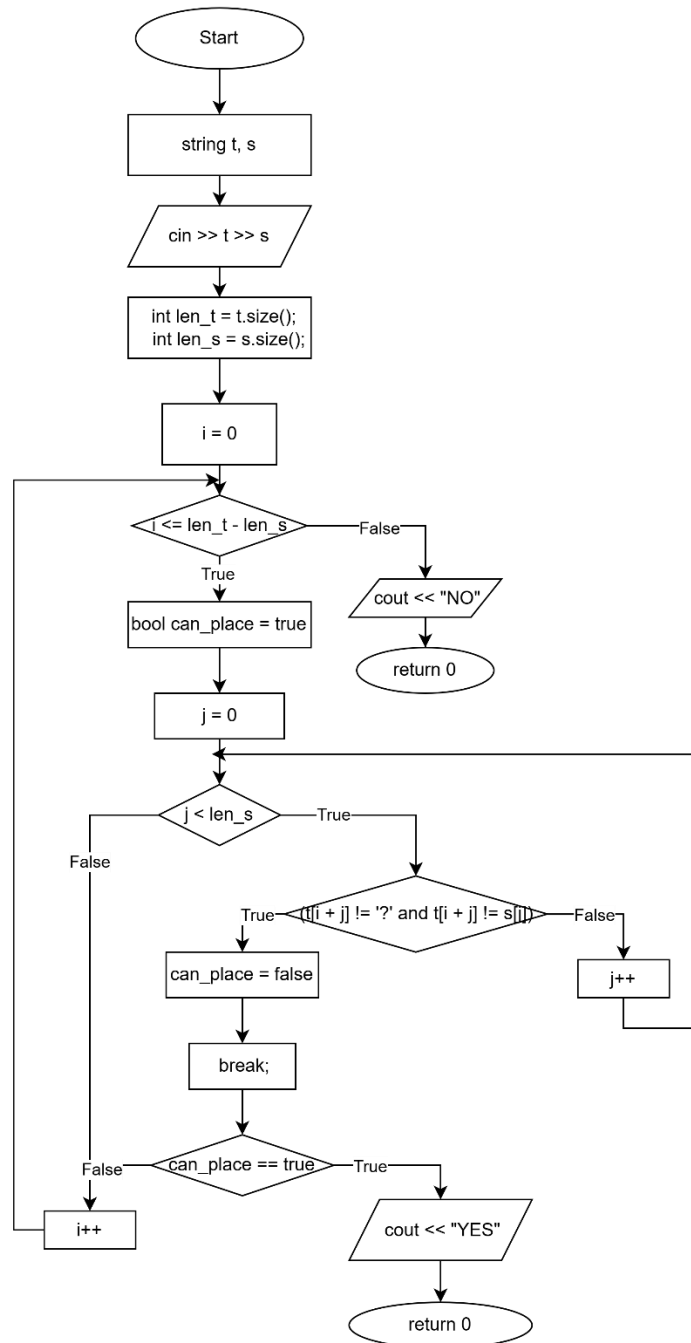 Start
string t, s
cin >> t >> s
int len_t = t.size();
int len_s = s.size();
i = 0
i <= len_t - len_s
False
True
cout << "NO"
bool can_place = true
return 0
j = 0
j < len_s
True
False
(t[i + j] != '?' and t[i + j] != s[j])
True
False
can_place = false
j++
break;
can_place == true
False
True
i++
cout << "YES"
return 0